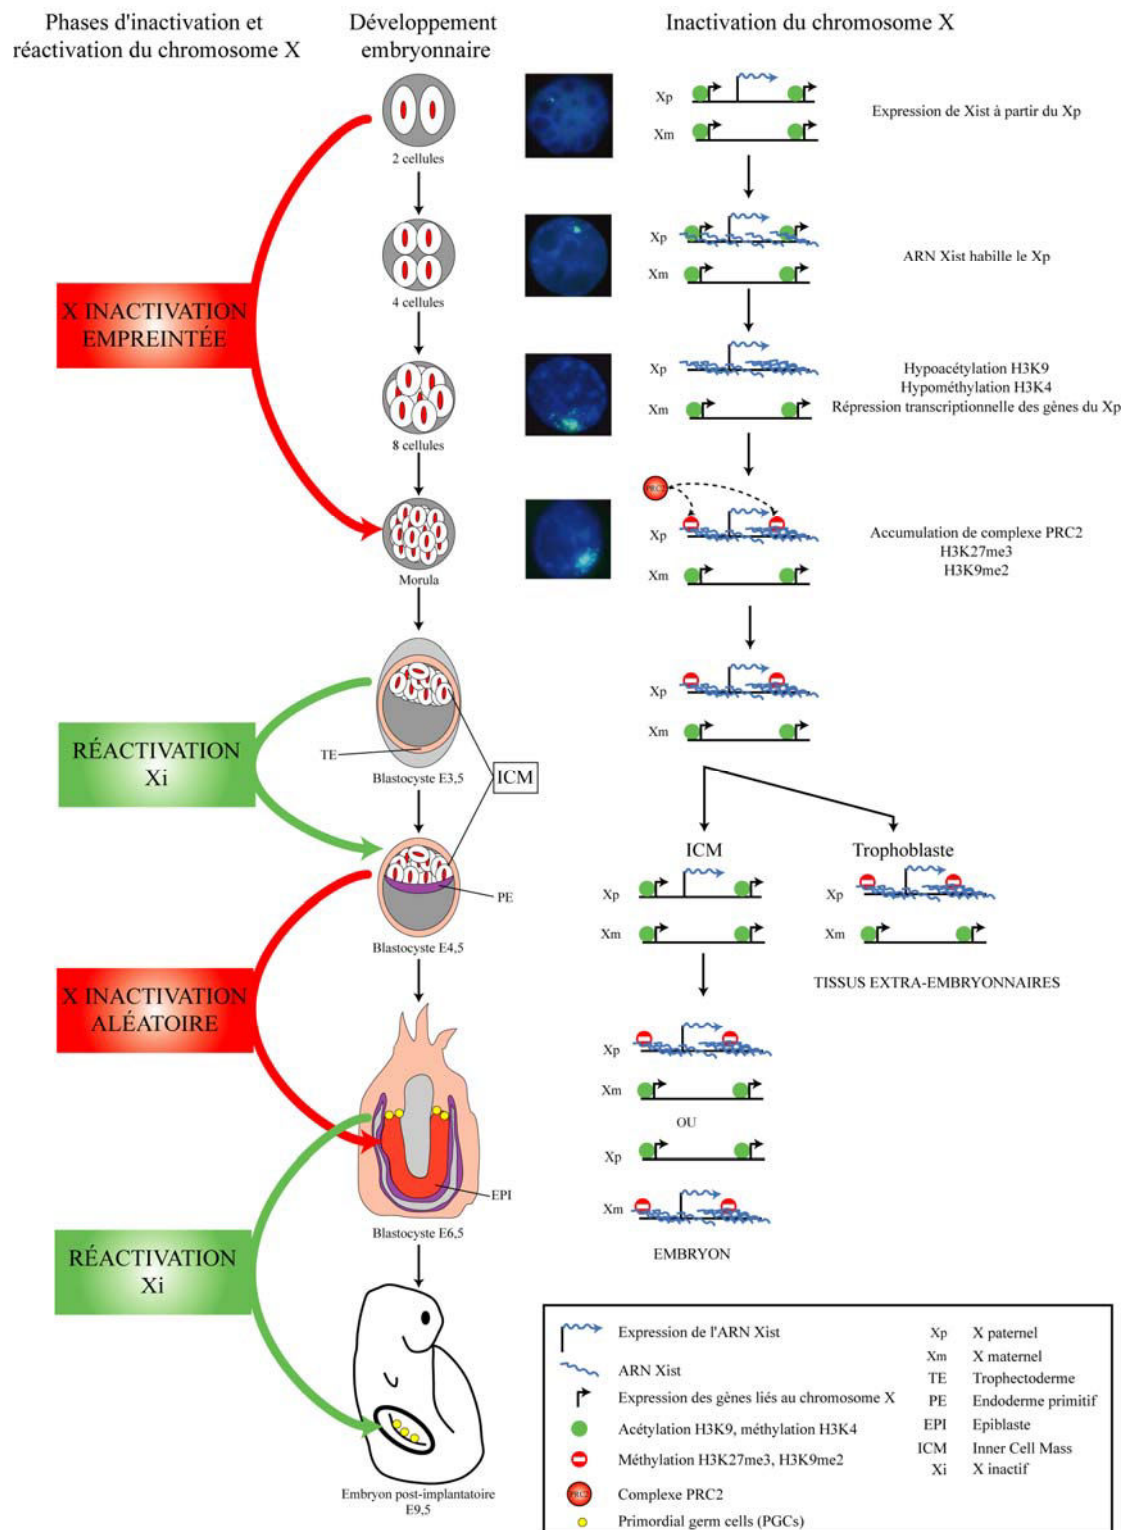 Phases d'inactivation et
réactivation du chromosome X
Développement
embryonnaire
Inactivation du chromosome X
Xp
Xm
Expression de Xist à partir du Xp
2 cellules
Xp
Xm
ARN Xist habille le Xp
4 cellules
X INACTIVATION
EMPREINTÉE
Xp
Xm
Hypoacétylation H3K9
Hypométhylation H3K4
Répression transcriptionnelle des gènes du Xp
8 cellules
PRC2
Xp
Xm
Accumulation de complexe PRC2
H3K27me3
H3K9me2
Morula
Xp
Xm
RÉACTIVATION
Xi
TE
Blastocyste E3,5
ICM
ICM
Trophoblaste
Xp
Xm
Xp
Xm
PE
Blastocyste E4,5
TISSUS EXTRA-EMBRYONNAIRES
X INACTIVATION
ALÉATOIRE
Xp
Xm
OU
Xp
Xm
EMBRYON
EPI
Blastocyste E6,5
RÉACTIVATION
Xi
Embryon post-implantatoire
E9,5
Expression de l'ARN Xist
ARN Xist
Expression des gènes liés au chromosome X
Acétylation H3K9, méthylation H3K4
Méthylation H3K27me3, H3K9me2
PRC2 Complexe PRC2
Primordial germ cells (PGCs)
Xp X paternel
Xm X maternel
TE Trophectoderme
PE Endoderme primitif
EPI Epiblaste
ICM Inner Cell Mass
Xi X inactif